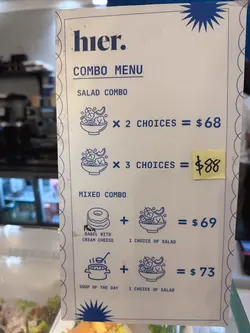 hier.
COMBO MENU
SALAD COMBO
× 2 CHOICES = $68
× 3 CHOICES = $88
MIXED COMBO
+ = $69
BAGEL WITH
CREAM CHEESE
1 CHOICE OF SALAD
+ = $73
SOUP OF THE DAY
1 CHOICE OF SALAD